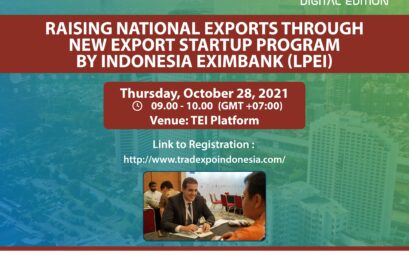 DIGITAL EDITION
RAISING NATIONAL EXPORTS THROUGH
NEW EXPORT STARTUP PROGRAM
BY INDONESIA EXIMBANK (LPEI)
Thursday, October 28, 2021
09.00 - 10.00 (GMT +07:00)
Venue: TEI Platform
Link to Registration :
http://www.tradexpoindonesia.com/